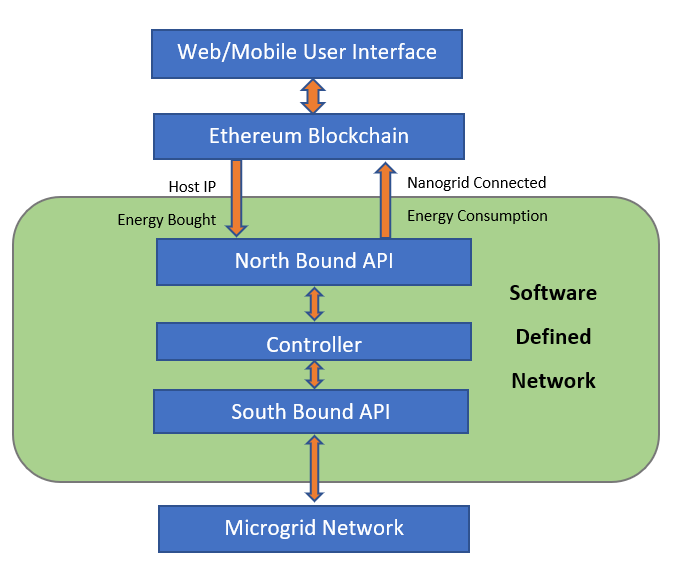 Web/Mobile User Interface
Ethereum Blockchain
Host IP
Nanogrid Connected
Energy Bought
Energy Consumption
North Bound API
Software
Defined
Network
Controller
South Bound API
Microgrid Network